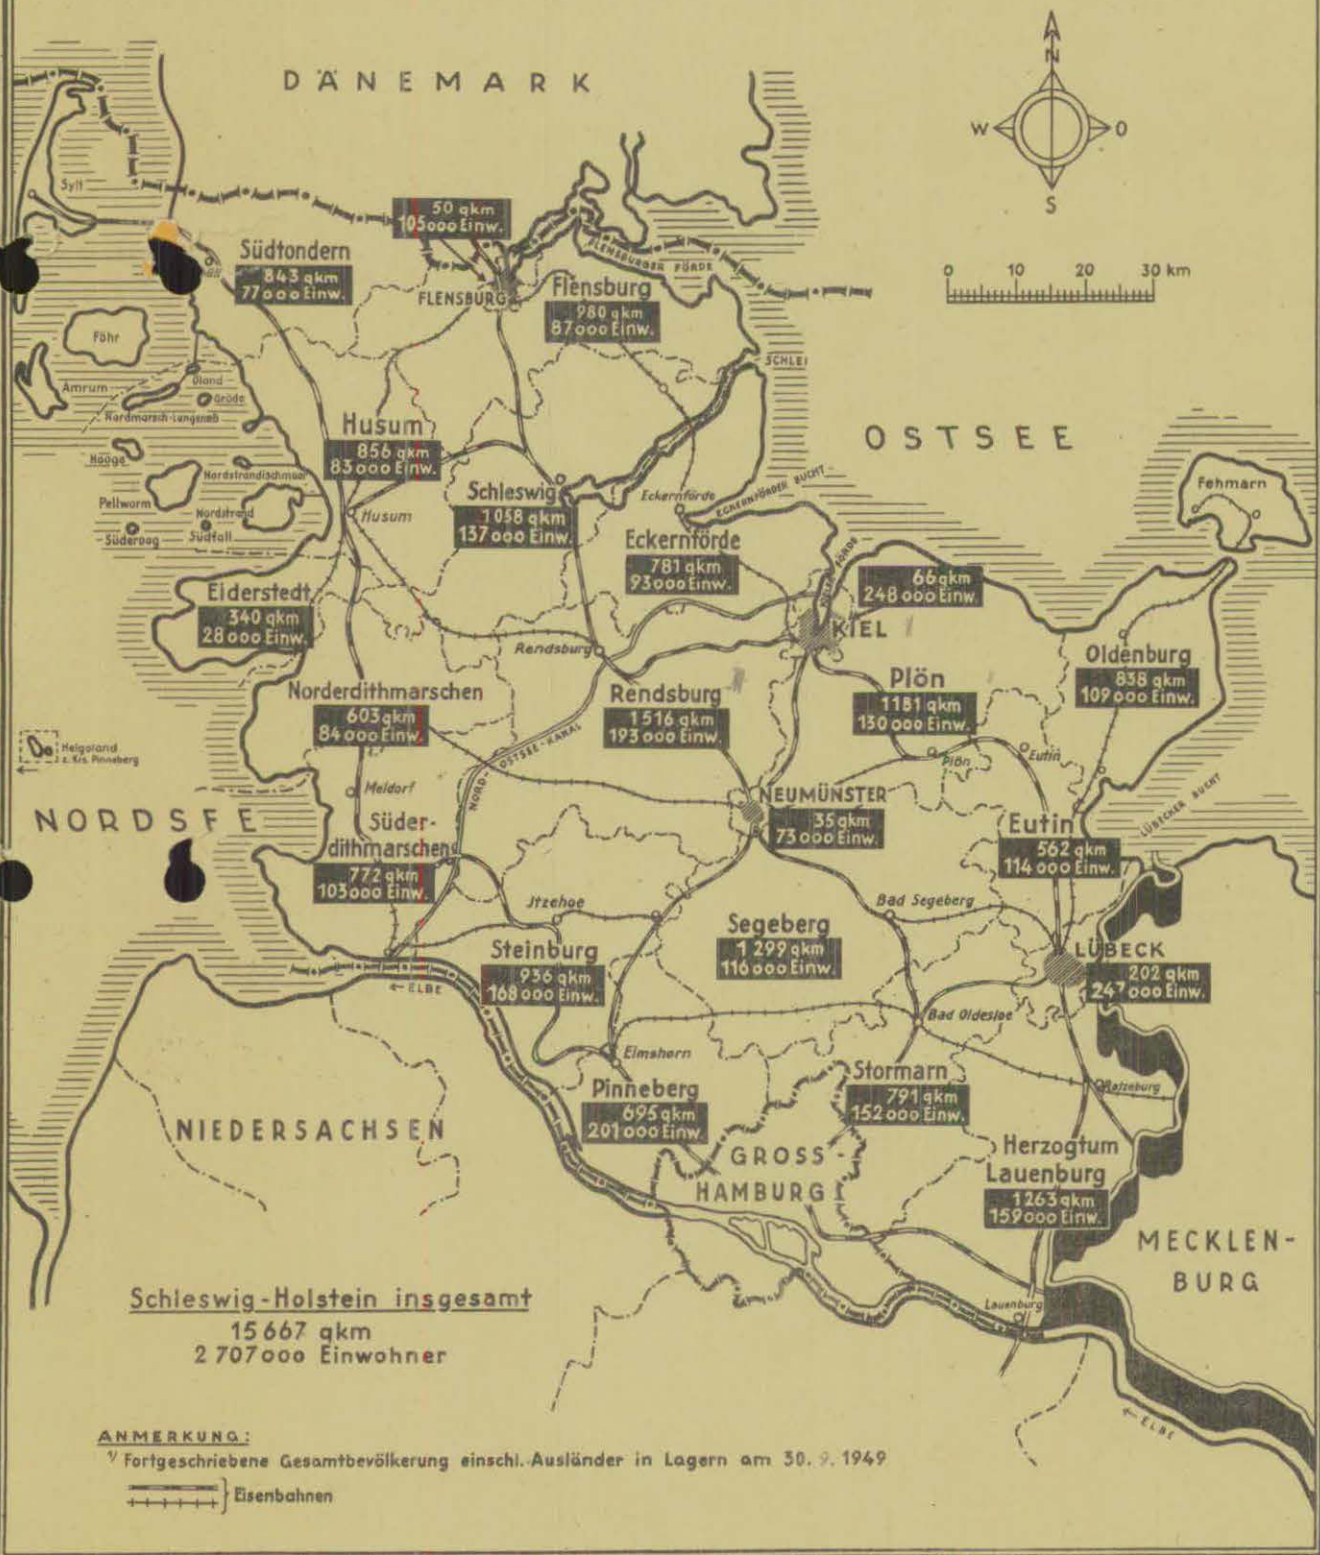 DÄNEMARK
N
W
O
S
0 10 20 30 km
Sylt
50 qkm
105000 Einw.
FLENSBURG
FLENSBURGER FÖRDE
Südtondern
843 qkm
77000 Einw.
Flensburg
980 qkm
87000 Einw.
Föhr
Amrum
Oland
Gröde
Nordmarsch-Langeneß
SCHLEI
Husum
856 qkm
83000 Einw.
OSTSEE
Hooge
Nordstrandischmoor
Pellworm
Nordstrand
Süderoog
Südfall
Husum
Schleswig
1058 qkm
137000 Einw.
Eckernförde
ECKERNFÖRDER BUCHT
Fehmarn
Eckernförde
781 qkm
93000 Einw.
FÖRDE
66 qkm
248000 Einw.
KIEL
Eiderstedt
340 qkm
28000 Einw.
Rendsburg
Oldenburg
838 qkm
109000 Einw.
Norderdithmarschen
603 qkm
84000 Einw.
Rendsburg
1516 qkm
193000 Einw.
Plön
1181 qkm
130000 Einw.
Helgoland
z. Krs. Pinneberg
NORD-OSTSEE-KANAL
Plön
Eutin
Meldorf
NORDSEE
NEUMÜNSTER
35 qkm
73000 Einw.
LÜBECKER BUCHT
Süder-
dithmarschen
772 qkm
103000 Einw.
Eutin
562 qkm
114000 Einw.
Jtzehoe
Bad Segeberg
Steinburg
936 qkm
168000 Einw.
Segeberg
1299 qkm
116000 Einw.
LÜBECK
202 qkm
247000 Einw.
← ELBE
Bad Oldesloe
Elmshorn
Pinneberg
695 qkm
201000 Einw.
Stormarn
791 qkm
152000 Einw.
Ratzeburg
NIEDERSACHSEN
GROSS-
HAMBURG
Herzogtum
Lauenburg
1263 qkm
159000 Einw.
MECKLEN-
BURG
Lauenburg
Schleswig-Holstein insgesamt
15667 qkm
2 707000 Einwohner
← ELBE
ANMERKUNG:
1/ Fortgeschriebene Gesamtbevölkerung einschl. Ausländer in Lagern am 30. 9. 1949
Eisenbahnen